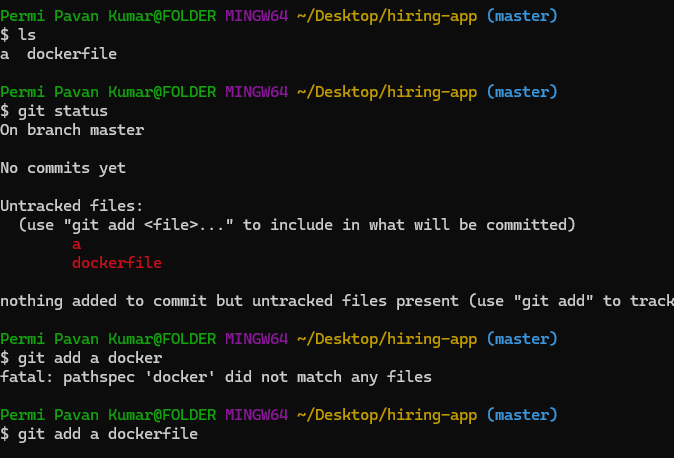 Permi Pavan Kumar@FOLDER MINGW64 ~/Desktop/hiring-app (master)
$ ls
a  dockerfile
Permi Pavan Kumar@FOLDER MINGW64 ~/Desktop/hiring-app (master)
$ git status
On branch master
No commits yet
Untracked files:
  (use "git add <file>..." to include in what will be committed)
        a
        dockerfile
nothing added to commit but untracked files present (use "git add" to track
Permi Pavan Kumar@FOLDER MINGW64 ~/Desktop/hiring-app (master)
$ git add a docker
fatal: pathspec 'docker' did not match any files
Permi Pavan Kumar@FOLDER MINGW64 ~/Desktop/hiring-app (master)
$ git add a dockerfile